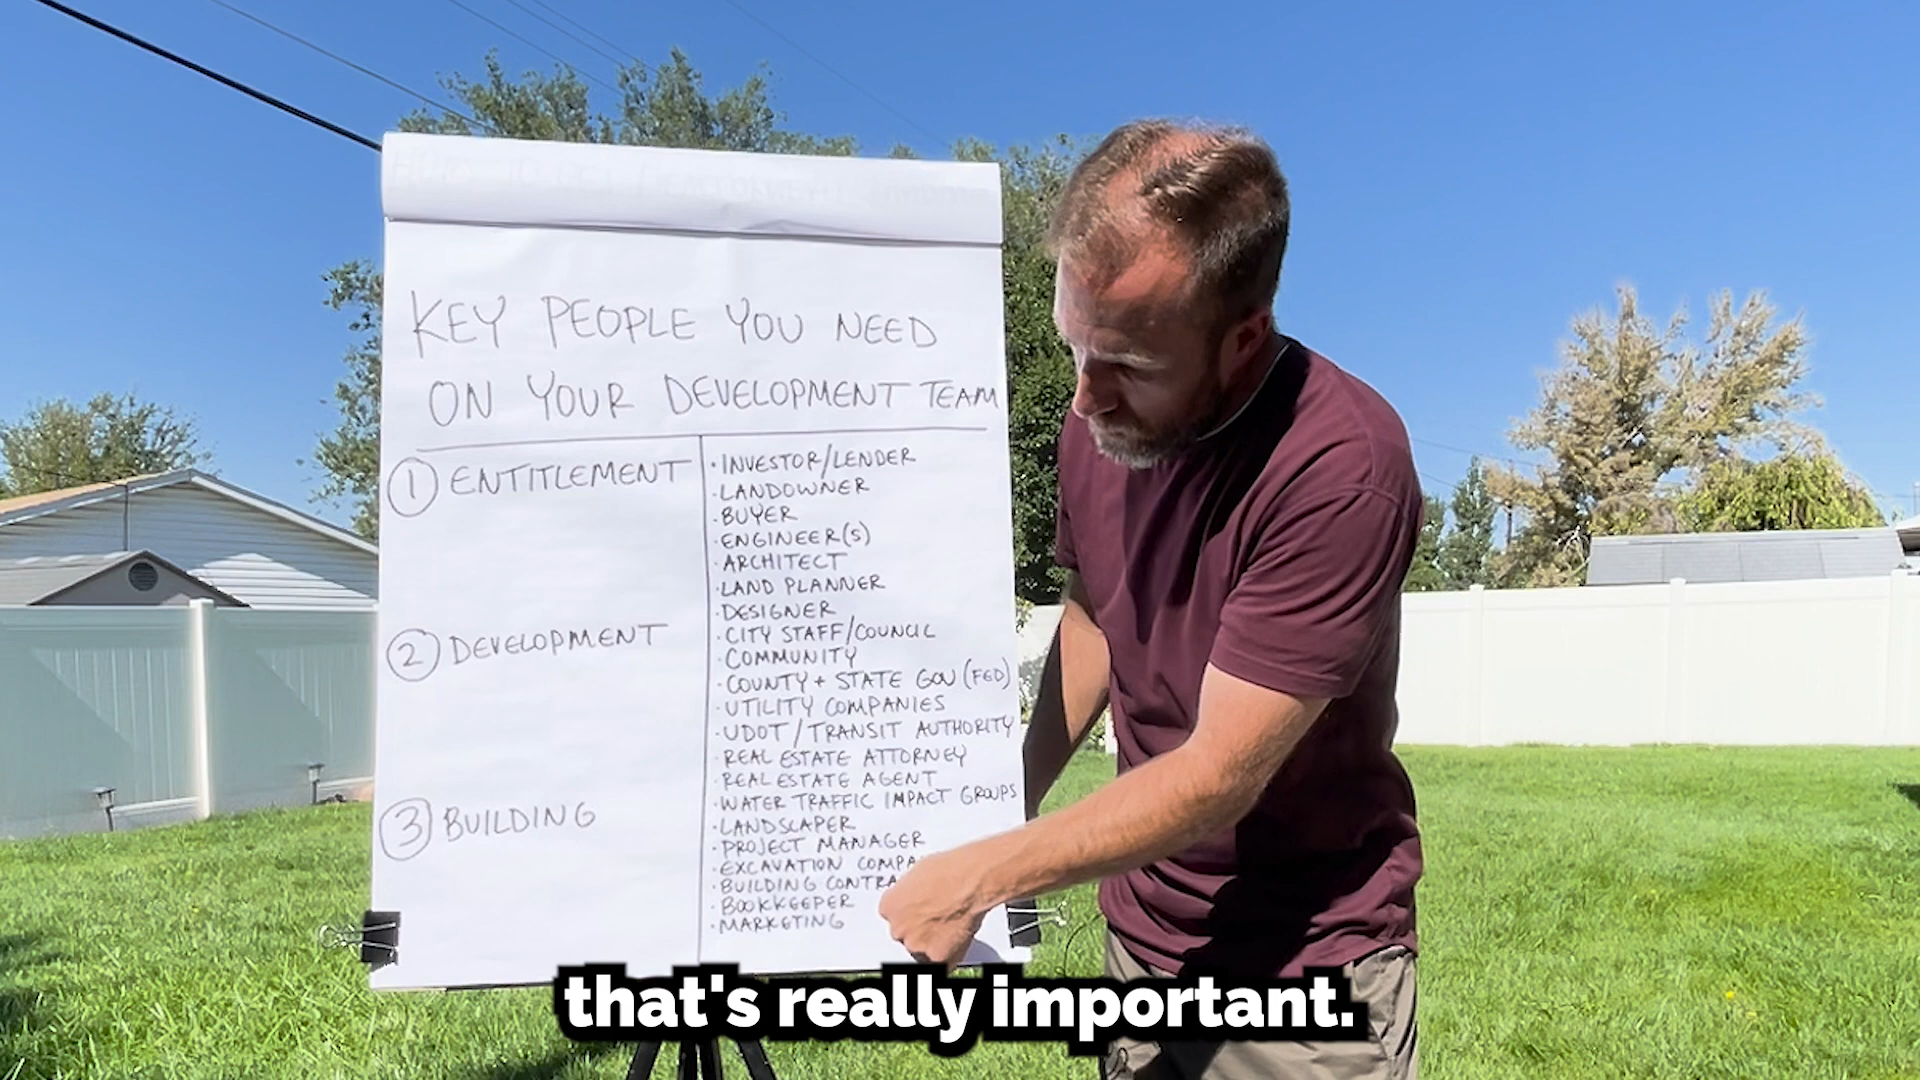 KEY PEOPLE YOU NEED
ON YOUR DEVELOPMENT TEAM
① ENTITLEMENT
② DEVELOPMENT
③ BUILDING
· INVESTOR/LENDER
· LANDOWNER
· BUYER
· ENGINEER(S)
· ARCHITECT
· LAND PLANNER
· DESIGNER
· CITY STAFF/COUNCIL
· COMMUNITY
· COUNTY + STATE GOV (FED)
· UTILITY COMPANIES
· UDOT/TRANSIT AUTHORITY
· REAL ESTATE ATTORNEY
· REAL ESTATE AGENT
· WATER TRAFFIC IMPACT GROUPS
· LANDSCAPER
· PROJECT MANAGER
· EXCAVATION COMPA
· BUILDING CONTRA
· BOOKKEEPER
· MARKETING
that's really important.